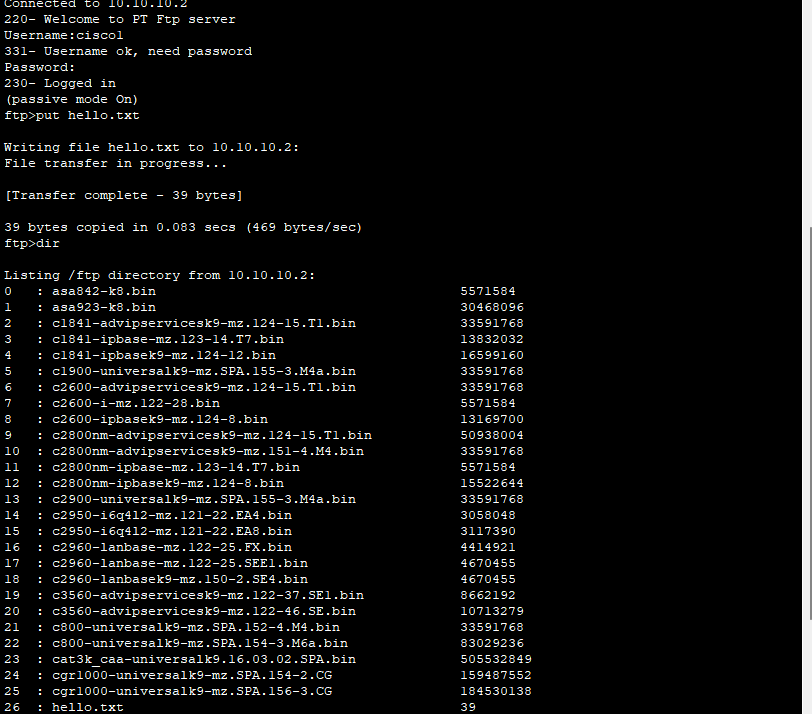 Connected to 10.10.10.2
220- Welcome to PT Ftp server
Username:cisco1
331- Username ok, need password
Password:
230- Logged in
(passive mode On)
ftp>put hello.txt
Writing file hello.txt to 10.10.10.2:
File transfer in progress...
[Transfer complete - 39 bytes]
39 bytes copied in 0.083 secs (469 bytes/sec)
ftp>dir
Listing /ftp directory from 10.10.10.2:
0 : asa842-k8.bin 5571584
1 : asa923-k8.bin 30468096
2 : c1841-advipservicesk9-mz.124-15.T1.bin 33591768
3 : c1841-ipbase-mz.123-14.T7.bin 13832032
4 : c1841-ipbasek9-mz.124-12.bin 16599160
5 : c1900-universalk9-mz.SPA.155-3.M4a.bin 33591768
6 : c2600-advipservicesk9-mz.124-15.T1.bin 33591768
7 : c2600-i-mz.122-28.bin 5571584
8 : c2600-ipbasek9-mz.124-8.bin 13169700
9 : c2800nm-advipservicesk9-mz.124-15.T1.bin 50938004
10 : c2800nm-advipservicesk9-mz.151-4.M4.bin 33591768
11 : c2800nm-ipbase-mz.123-14.T7.bin 5571584
12 : c2800nm-ipbasek9-mz.124-8.bin 15522644
13 : c2900-universalk9-mz.SPA.155-3.M4a.bin 33591768
14 : c2950-i6q4l2-mz.121-22.EA4.bin 3058048
15 : c2950-i6q4l2-mz.121-22.EA8.bin 3117390
16 : c2960-lanbase-mz.122-25.FX.bin 4414921
17 : c2960-lanbase-mz.122-25.SEE1.bin 4670455
18 : c2960-lanbasek9-mz.150-2.SE4.bin 4670455
19 : c3560-advipservicesk9-mz.122-37.SE1.bin 8662192
20 : c3560-advipservicesk9-mz.122-46.SE.bin 10713279
21 : c800-universalk9-mz.SPA.152-4.M4.bin 33591768
22 : c800-universalk9-mz.SPA.154-3.M6a.bin 83029236
23 : cat3k_caa-universalk9.16.03.02.SPA.bin 505532849
24 : cgr1000-universalk9-mz.SPA.154-2.CG 159487552
25 : cgr1000-universalk9-mz.SPA.156-3.CG 184530138
26 : hello.txt 39